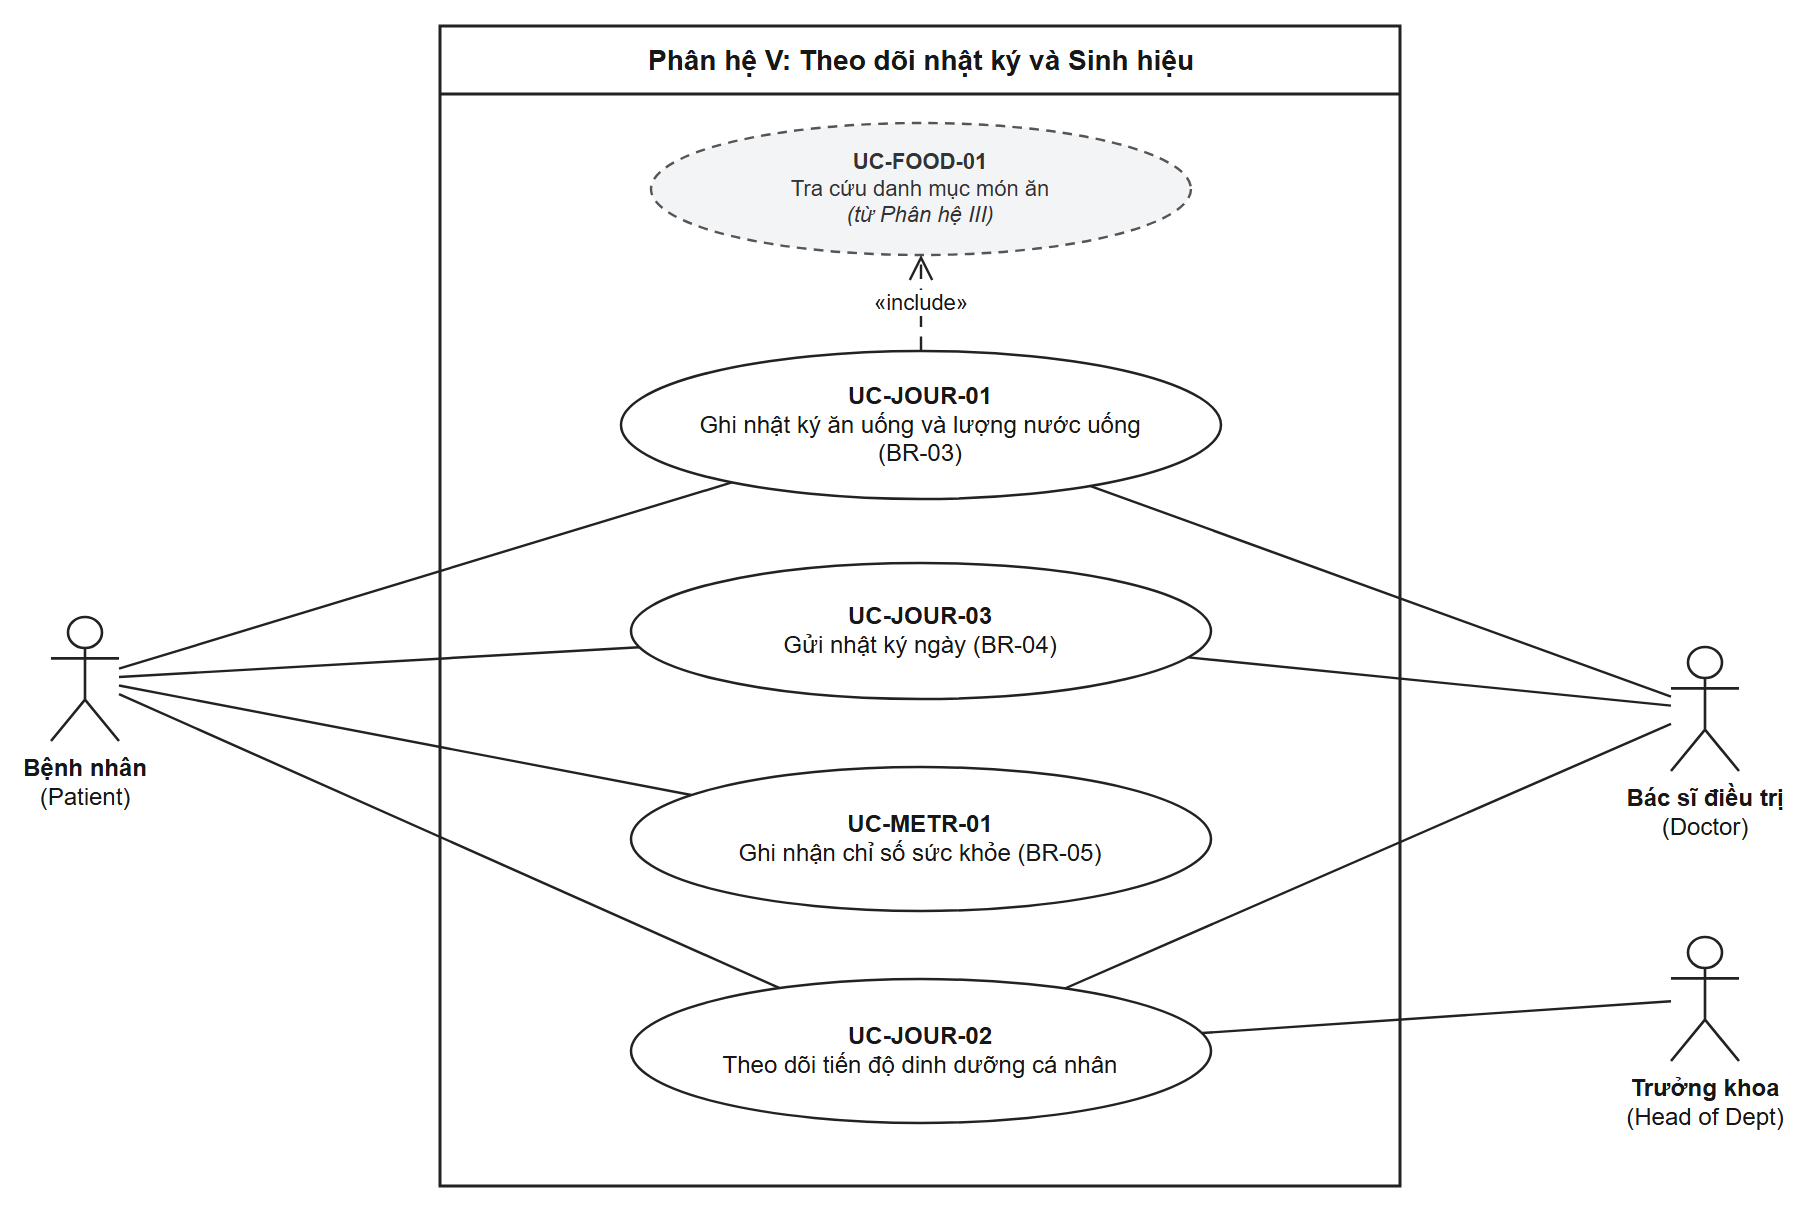 Phân hệ V: Theo dõi nhật ký và Sinh hiệu
UC-FOOD-01
Tra cứu danh mục món ăn
(từ Phân hệ III)
«include»
UC-JOUR-01
Ghi nhật ký ăn uống và lượng nước uống
(BR-03)
UC-JOUR-03
Gửi nhật ký ngày (BR-04)
Bệnh nhân
(Patient)
Bác sĩ điều trị
(Doctor)
UC-METR-01
Ghi nhận chỉ số sức khỏe (BR-05)
UC-JOUR-02
Theo dõi tiến độ dinh dưỡng cá nhân
Trưởng khoa
(Head of Dept)